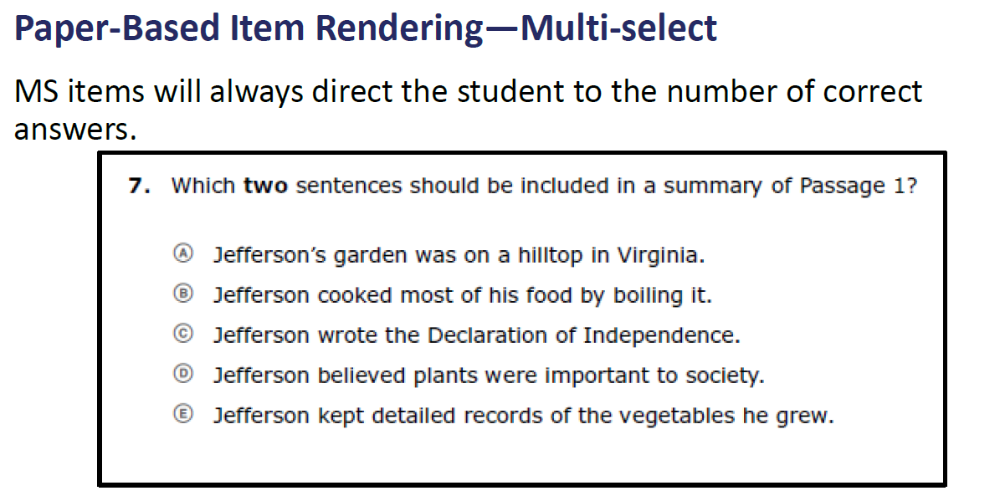 Paper-Based Item Rendering—Multi-select
MS items will always direct the student to the number of correct
answers.
7. Which two sentences should be included in a summary of Passage 1?
A Jefferson’s garden was on a hilltop in Virginia.
B Jefferson cooked most of his food by boiling it.
C Jefferson wrote the Declaration of Independence.
D Jefferson believed plants were important to society.
E Jefferson kept detailed records of the vegetables he grew.